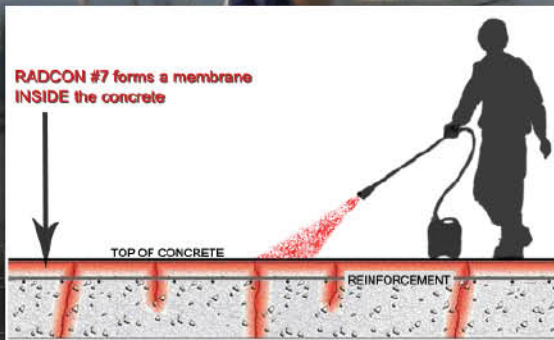 RADCON #7 forms a membrane
INSIDE the concrete
TOP OF CONCRETE
REINFORCEMENT